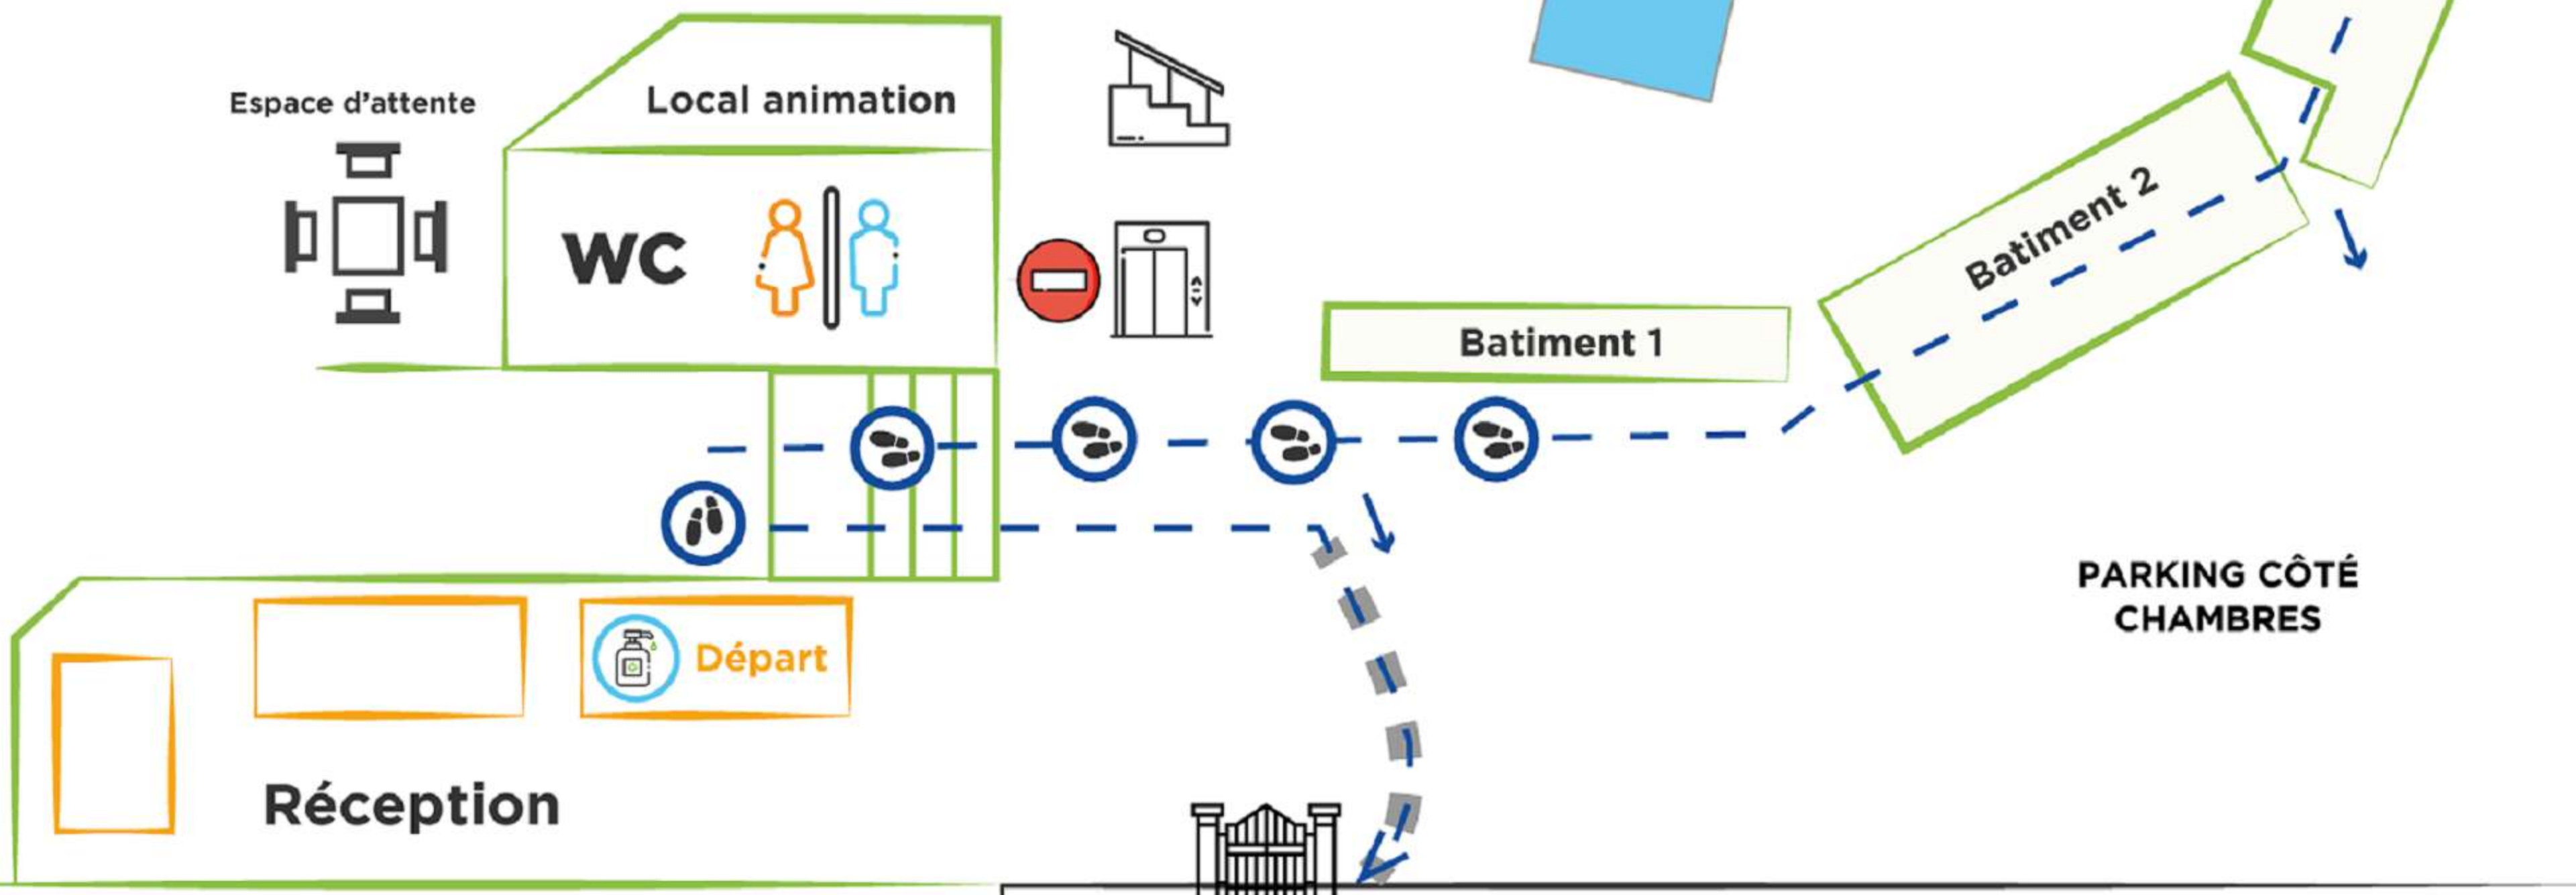 Espace d'attente
Local animation
WC
Batiment 1
Batiment 2
PARKING CÔTÉ
CHAMBRES
Départ
Réception